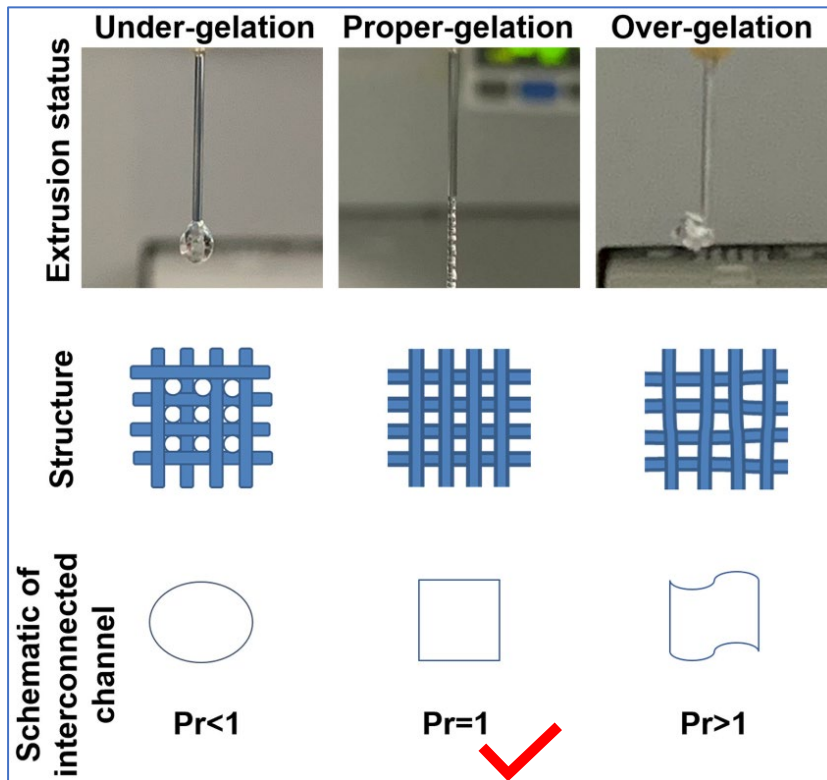 Under-gelation
Proper-gelation
Over-gelation
Extrusion status
Structure
Schematic of
interconnected
channel
Pr<1
Pr=1
Pr>1